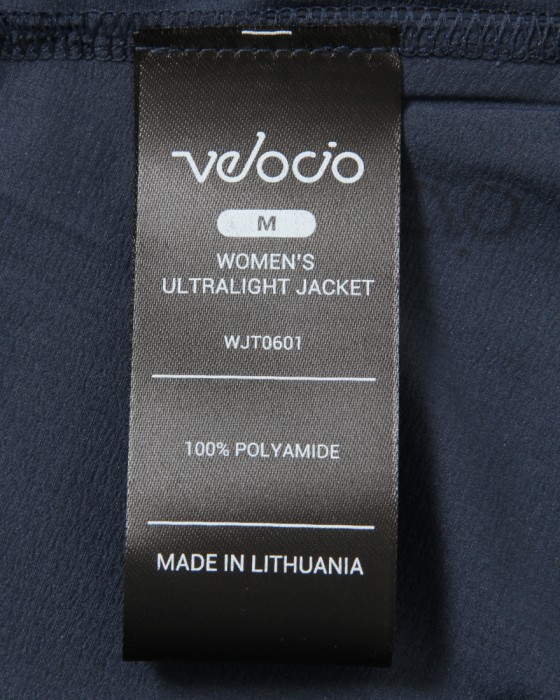 velocio
M
WOMEN'S
ULTRALIGHT JACKET
WJT0601
100% POLYAMIDE
MADE IN LITHUANIA